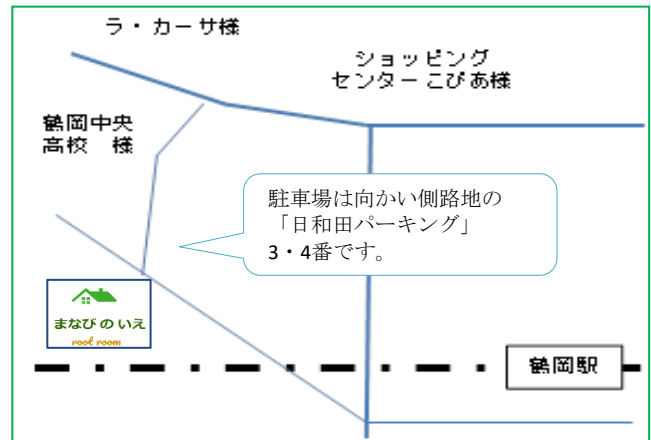 ラ・カーサ様
ショッピング
センターこぴあ様
鶴岡中央
高校　様
駐車場は向かい側路地の
「日和田パーキング」
3・4番です。
まなびのいえ
root room
鶴岡駅